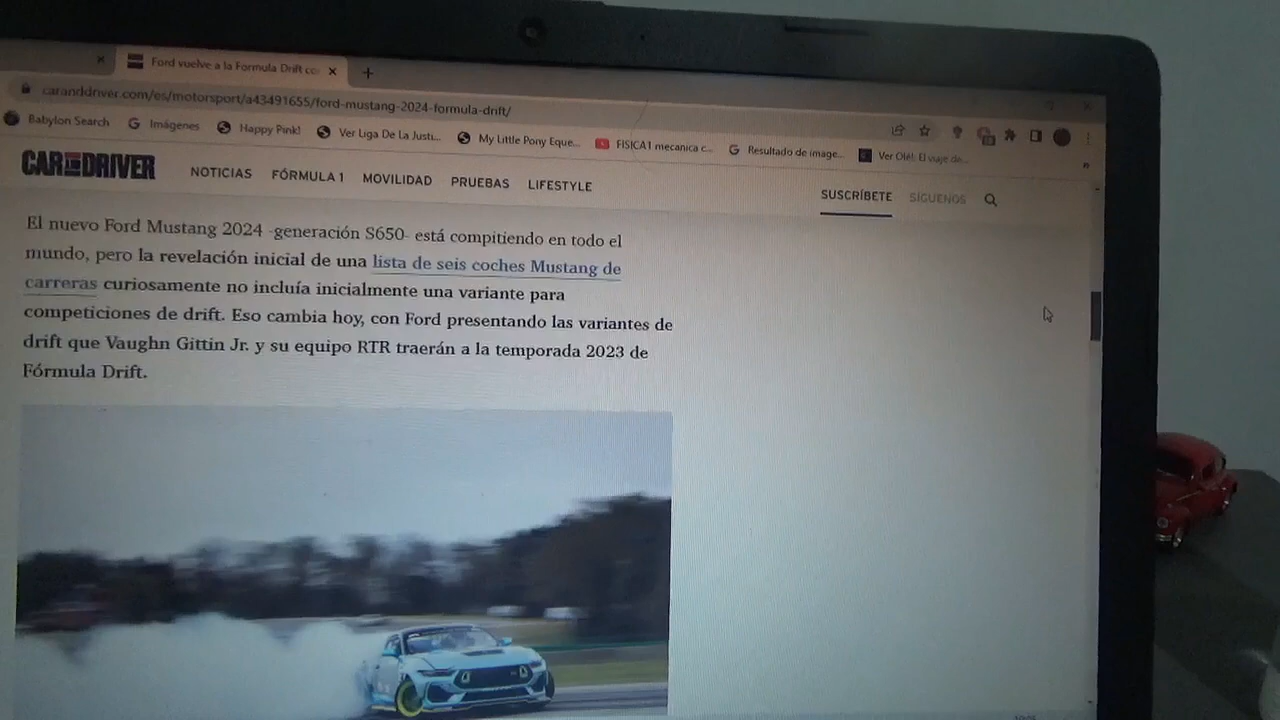 Ford vuelve a la Formula Drift co
caranddriver.com/es/motorsport/a43491655/ford-mustang-2024-formula-drift/
Babylon Search Imágenes Happy Pink! Ver Liga De La Justi... My Little Pony Eque... FISICA1 mecanica c... Resultado de image... Ver Olé!: El viaje de...
CAR AND DRIVER NOTICIAS FÓRMULA 1 MOVILIDAD PRUEBAS LIFESTYLE SUSCRÍBETE SÍGUENOS
El nuevo Ford Mustang 2024 -generación S650- está compitiendo en todo el
mundo, pero la revelación inicial de una lista de seis coches Mustang de
carreras curiosamente no incluía inicialmente una variante para
competiciones de drift. Eso cambia hoy, con Ford presentando las variantes de
drift que Vaughn Gittin Jr. y su equipo RTR traerán a la temporada 2023 de
Fórmula Drift.